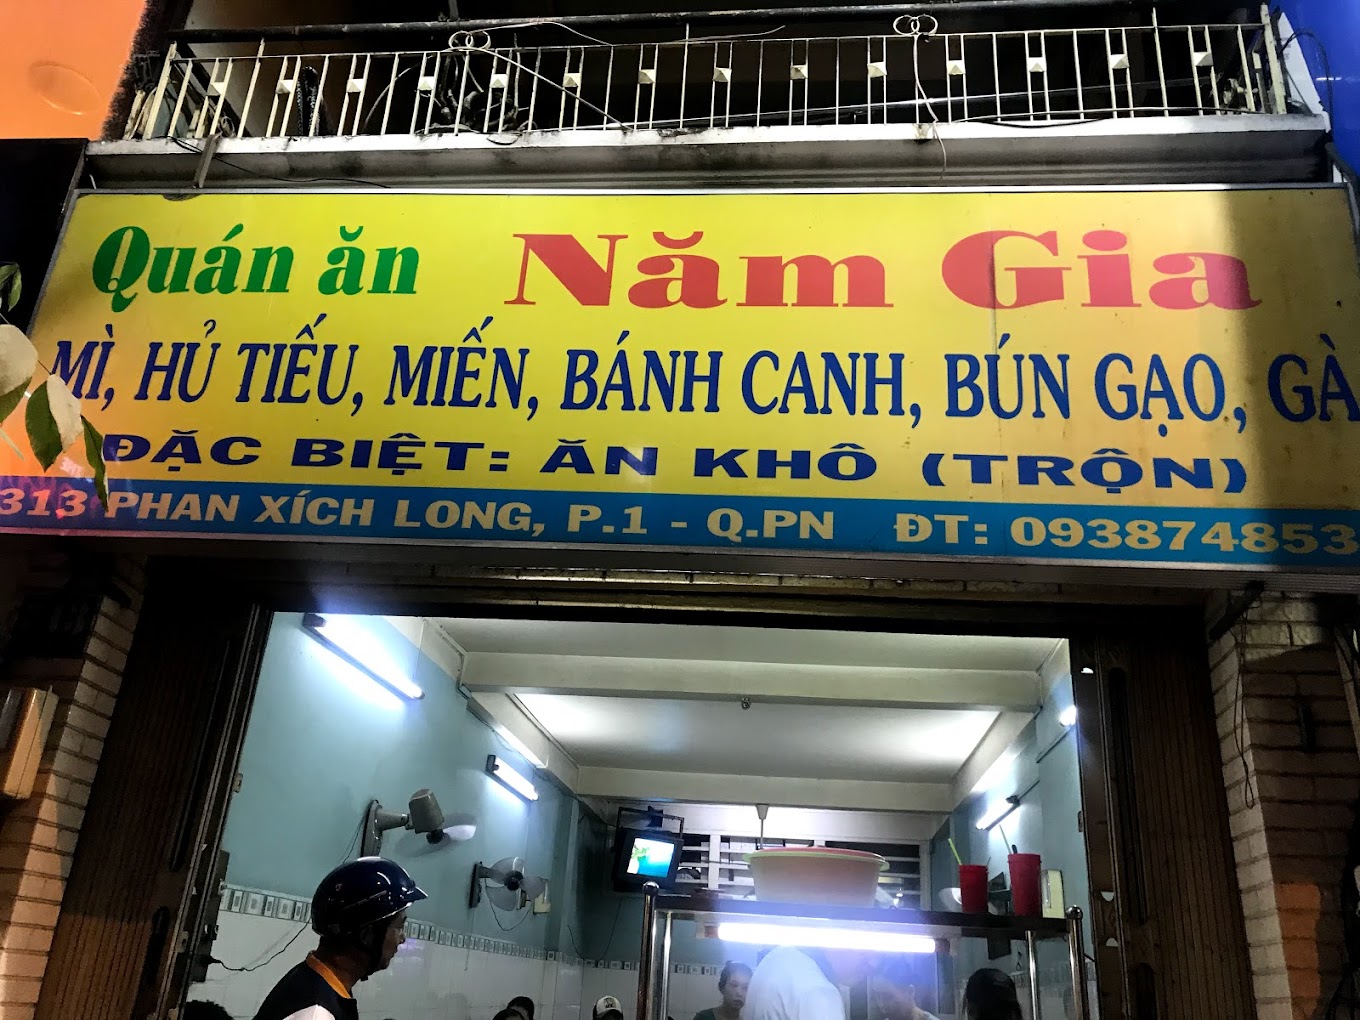 Quán ăn Năm Gia
MÌ, HỦ TIẾU, MIẾN, BÁNH CANH, BÚN GẠO, GÀ
ĐẶC BIỆT: ĂN KHÔ (TRỘN)
313 PHAN XÍCH LONG, P.1 - Q.PN ĐT: 093874853